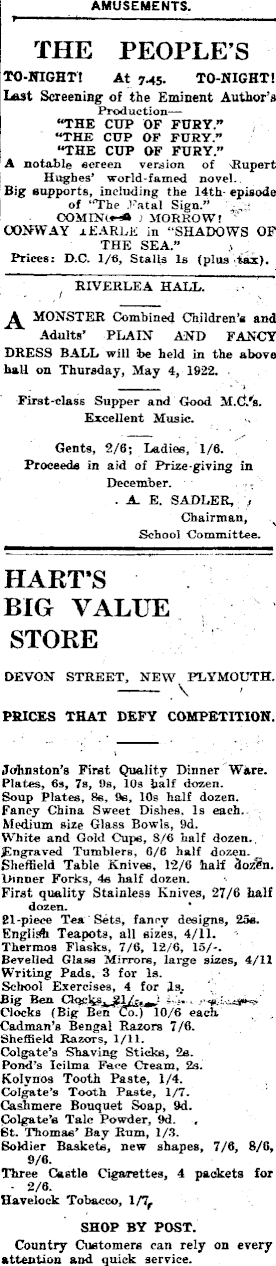 AMUSEMENTS.
THE PEOPLE'S
TO-NIGHT! At 7.45. TO-NIGHT!
Last Screening of the Eminent Author's
Production—
"THE CUP OF FURY."
"THE CUP OF FURY."
"THE CUP OF FURY."
A notable screen version of Rupert
Hughes' world-famed novel.
Big supports, including the 14th episode
of "The Fatal Sign."
MORROW!
CONWAY TEARLE in "SHADOWS OF
THE SEA."
Prices: D.C. 1/6, Stalls 1s (plus tax).
RIVERLEA HALL.
A MONSTER Combined Children's and
Adults' PLAIN AND FANCY
DRESS BALL will be held in the above
hall on Thursday, May 4, 1922.
First-class Supper and Good M.C.'s.
Excellent Music.
Gents, 2/6; Ladies, 1/6.
Proceeds in aid of Prize-giving in
December.
A. E. SADLER,
Chairman,
School Committee.
HART'S
BIG VALUE
STORE
DEVON STREET, NEW PLYMOUTH.
PRICES THAT DEFY COMPETITION.
Johnston's First Quality Dinner Ware.
Plates, 6s, 7s, 9s, 10s half dozen.
Soup Plates, 8s, 9s, 10s half dozen.
Fancy China Sweet Dishes, 1s each.
Medium size Glass Bowls, 9d.
White and Gold Cups, 8/6 half dozen.
Engraved Tumblers, 6/6 half dozen.
Sheffield Table Knives, 12/6 half dozen.
Dinner Forks, 4s half dozen.
First quality Stainless Knives, 27/6 half
dozen.
21-piece Tea Sets, fancy designs, 25s.
English Teapots, all sizes, 4/11.
Thermos Flasks, 7/6, 12/6, 15/-.
Bevelled Glass Mirrors, large sizes, 4/11
Writing Pads, 3 for 1s.
School Exercises, 4 for 1s.
Big Ben Clocks, 21/-
Clocks (Big Ben Co.) 10/6 each
Cadman's Bengal Razors 7/6.
Sheffield Razors, 1/11.
Colgate's Shaving Sticks, 2s.
Pond's Icilma Face Cream, 2s.
Kolynos Tooth Paste, 1/4.
Colgate's Tooth Paste, 1/7.
Cashmere Bouquet Soap, 9d.
Colgate's Talc Powder, 9d.
St. Thomas' Bay Rum, 1/3.
Soldier Baskets, new shapes, 7/6, 8/6,
9/6.
Three Castle Cigarettes, 4 packets for
2/6.
Havelock Tobacco, 1/7,
SHOP BY POST.
Country Customers can rely on every
attention and quick service.